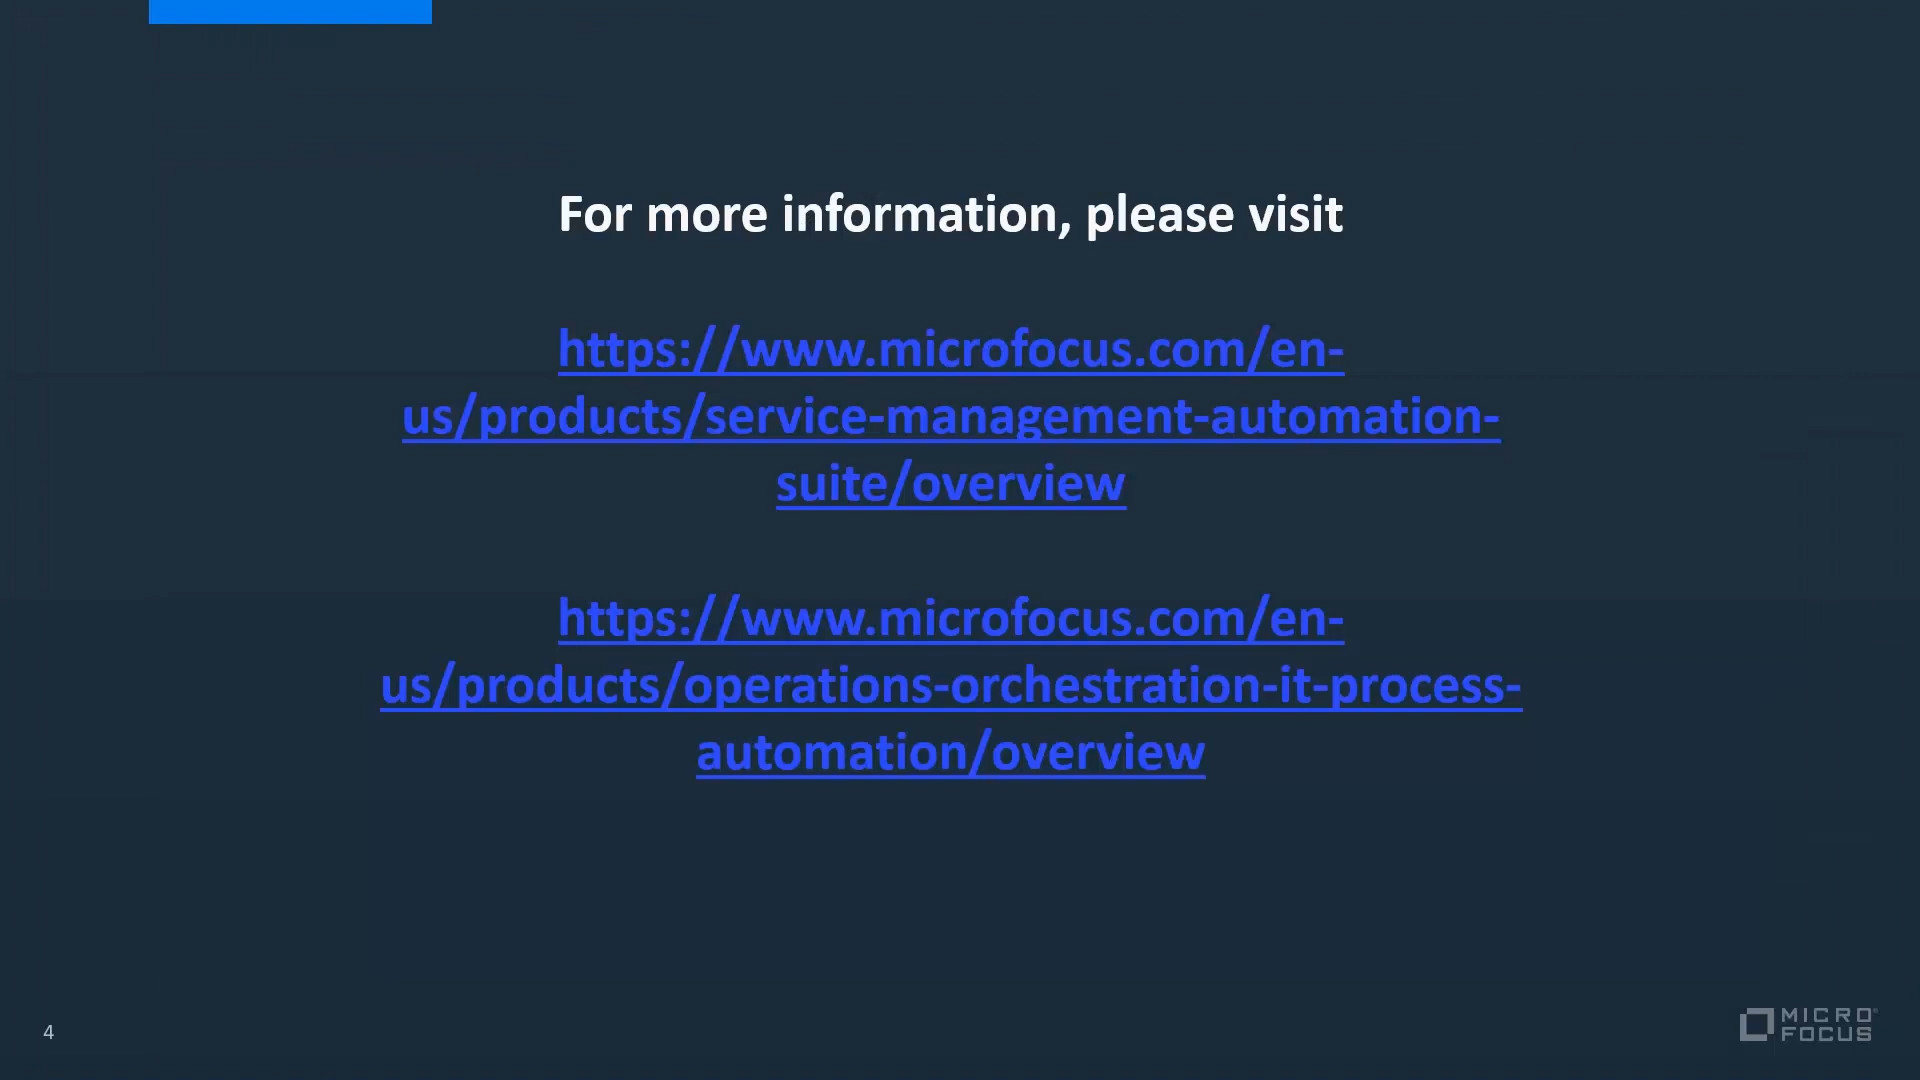 For more information, please visit
https://www.microfocus.com/en-
us/products/service-management-automation-
suite/overview
https://www.microfocus.com/en-
us/products/operations-orchestration-it-process-
automation/overview
4
MICRO
FOCUS